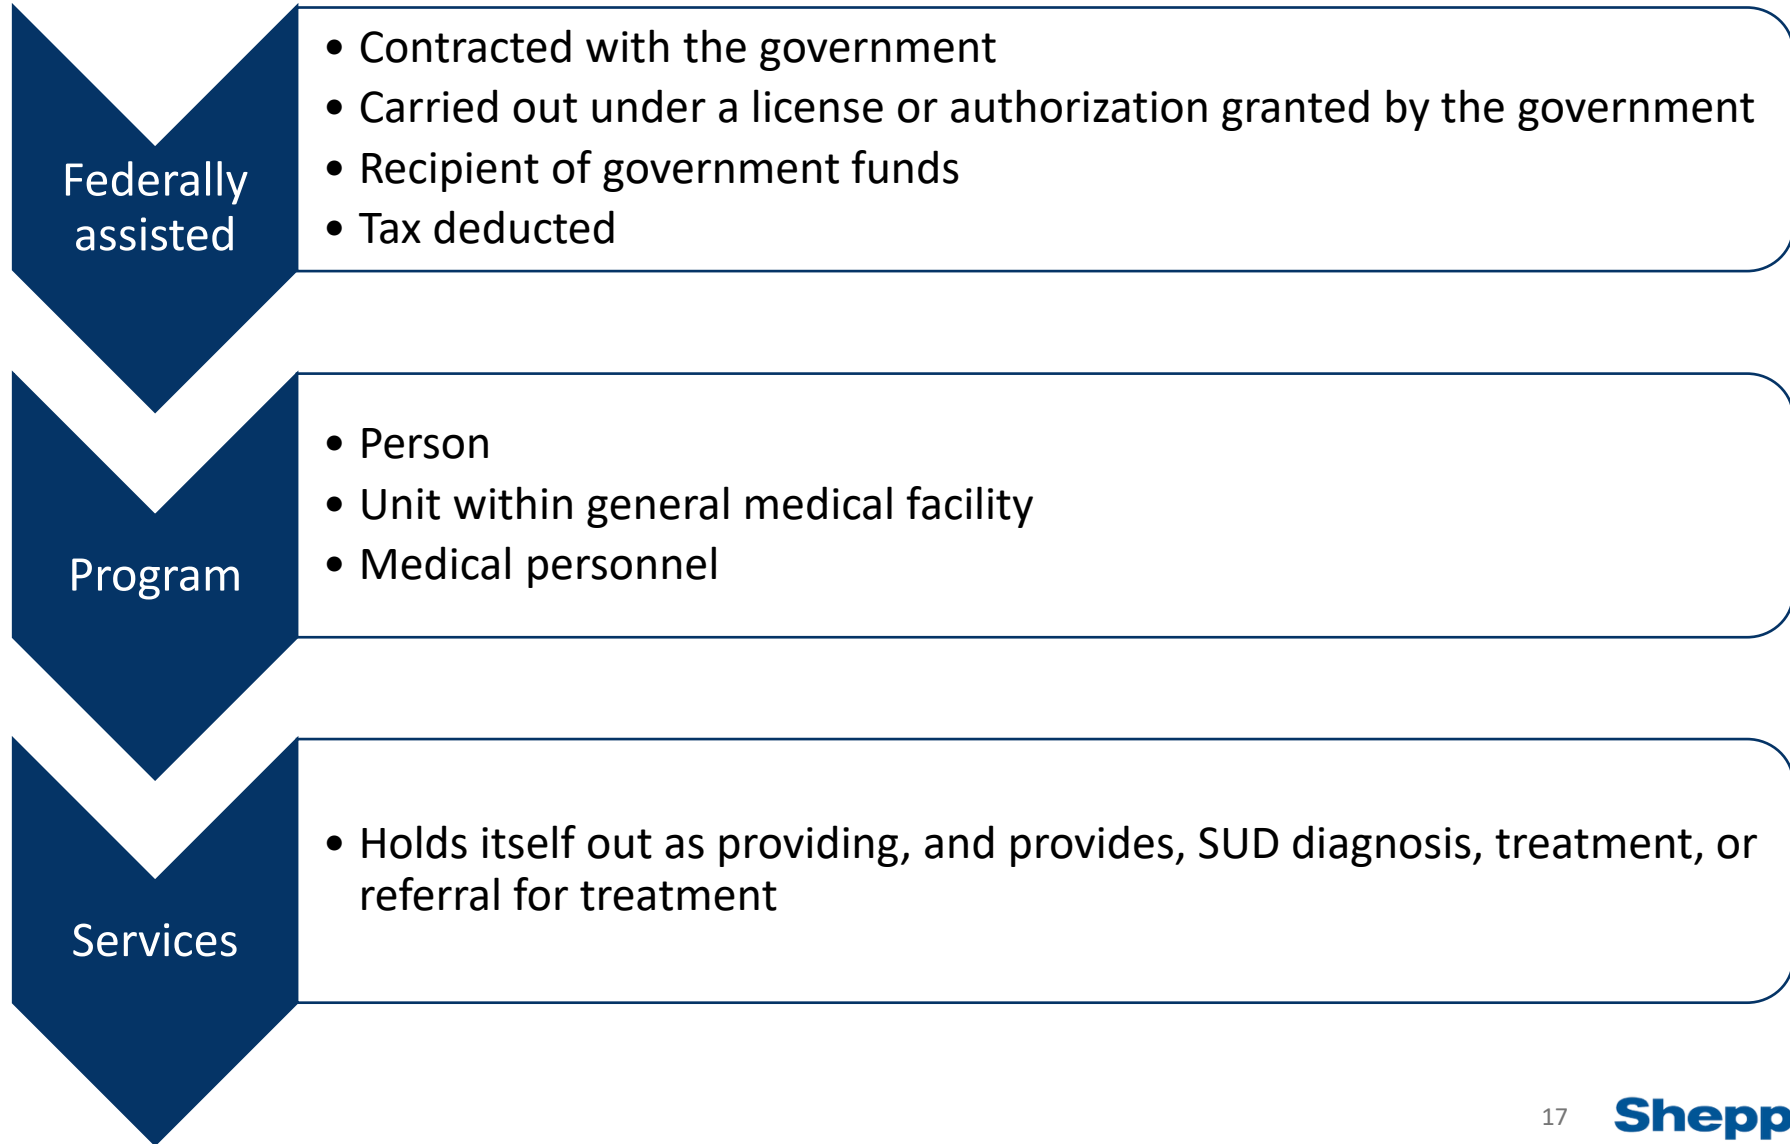 Federally
assisted
• Contracted with the government
• Carried out under a license or authorization granted by the government
• Recipient of government funds
• Tax deducted
Program
• Person
• Unit within general medical facility
• Medical personnel
Services
• Holds itself out as providing, and provides, SUD diagnosis, treatment, or
referral for treatment
17
Shepp